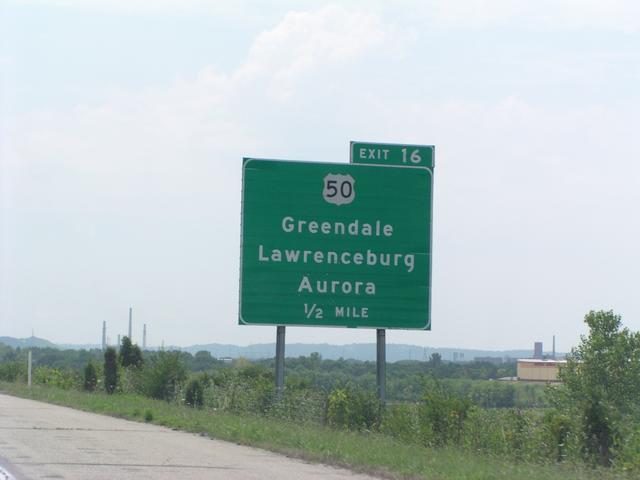 EXIT 16
50
Greendale
Lawrenceburg
Aurora
1/2 MILE